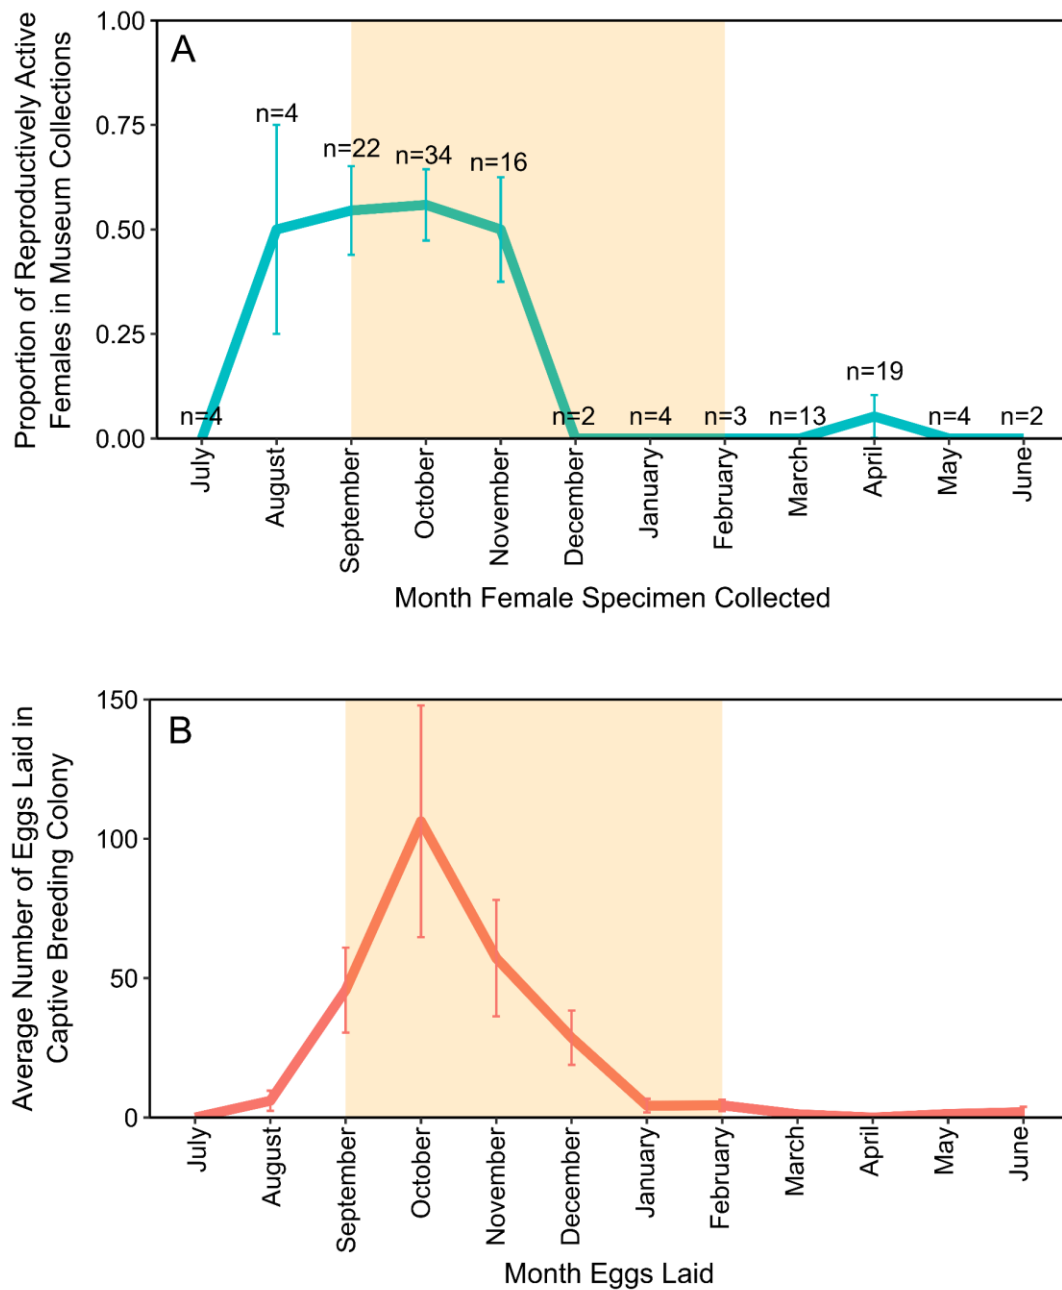 Proportion of Reproductively Active
Females in Museum Collections
A
1.00
0.75
0.50
0.25
0.00
n=4
n=4
n=22
n=34
n=16
n=2
n=4
n=3
n=13
n=19
n=4
n=2
July
August
September
October
November
December
January
February
March
April
May
June
Month Female Specimen Collected
Average Number of Eggs Laid in
Captive Breeding Colony
B
150
100
50
0
July
August
September
October
November
December
January
February
March
April
May
June
Month Eggs Laid